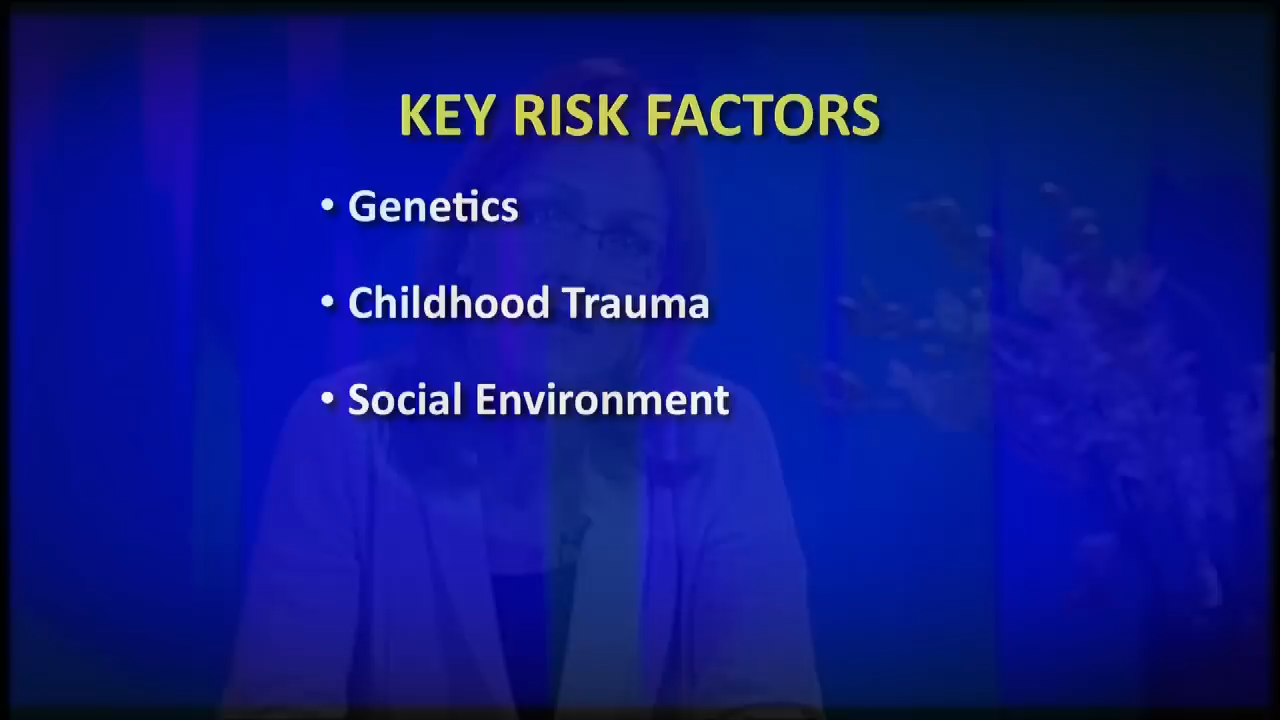 KEY RISK FACTORS
• Genetics
• Childhood Trauma
• Social Environment